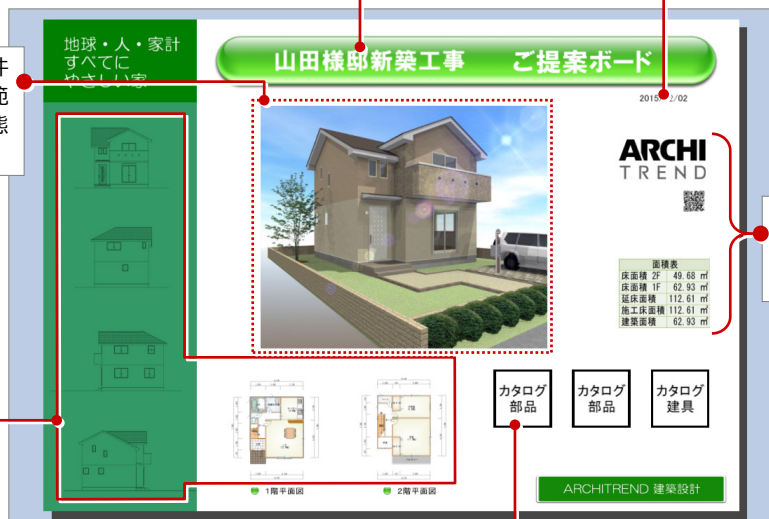 地球・人・家計
すべてに
やさしい家
山田様邸新築工事 ご提案ボード
件
範
態
ARCHI
TREND
面積表
床面積 2F 49.68 ㎡
床面積 1F 62.93 ㎡
延床面積 112.61 ㎡
施工床面積 112.61 ㎡
建築面積 62.93 ㎡
カタログ
部品
カタログ
部品
カタログ
建具
1階平面図
2階平面図
ARCHITREND 建築設計